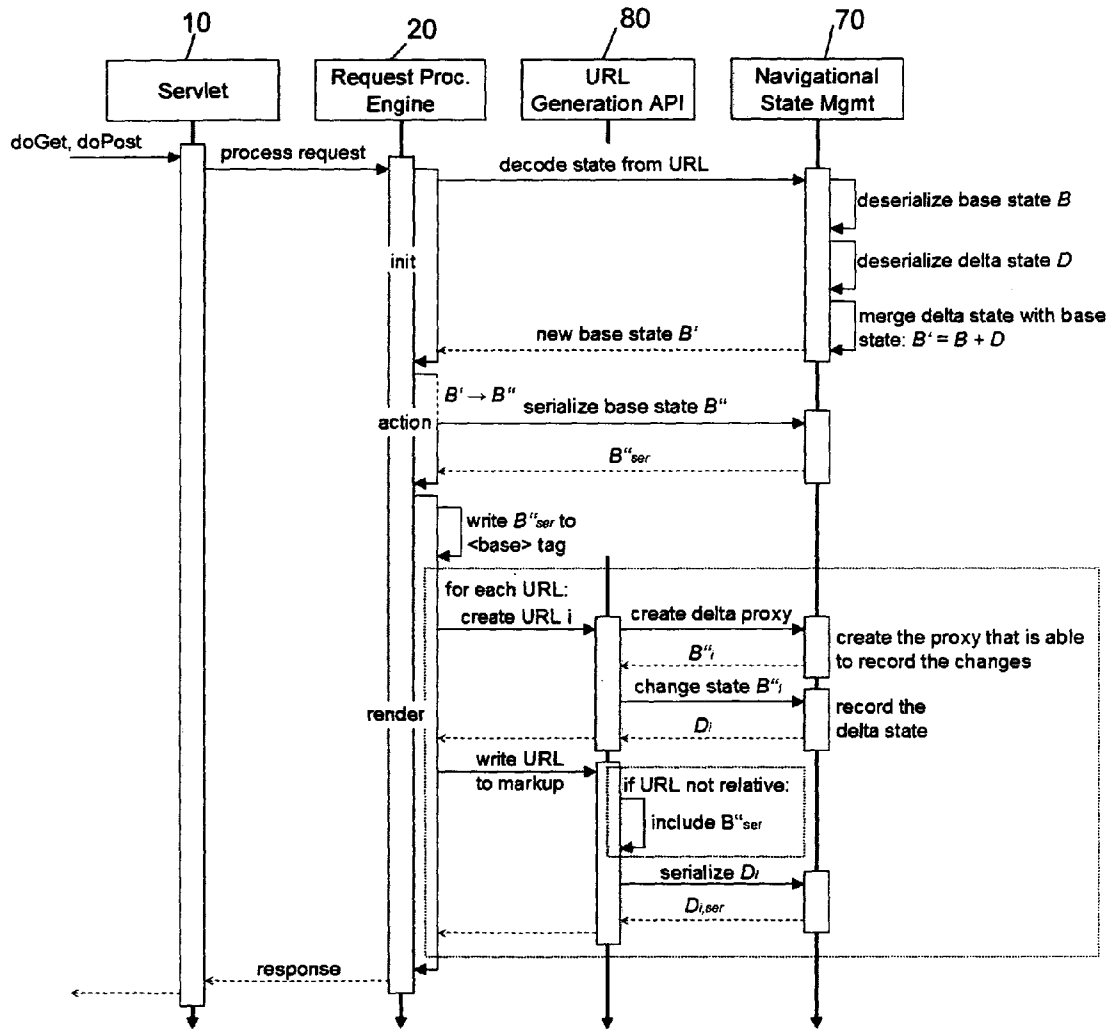 10
20
80
70
Servlet
Request Proc.
Engine
URL
Generation API
Navigational
State Mgmt
doGet, doPost
process request
decode state from URL
deserialize base state B
init
deserialize delta state D
merge delta state with base
state: B‘ = B + D
new base state B‘
B‘ → B“
serialize base state B“
action
B“ser
write B“ser to
<base> tag
for each URL:
create URL i
create delta proxy
create the proxy that is able
to record the changes
B“i
change state B“i
record the
delta state
render
Di
write URL
to markup
if URL not relative:
include B“ser
serialize Di
Di,ser
response